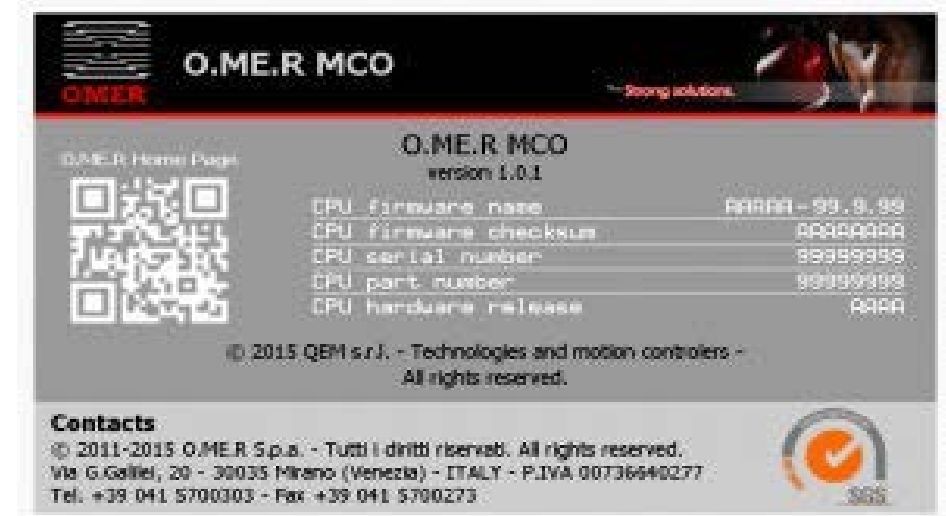 OMER
O.ME.R MCO
Strong solutions.
O.ME.R MCO
version 1.0.1
O.ME.R Home Page
CPU firmware name AAAAA-99.9.99
CPU firmware checksum AAAAAAAA
CPU serial number 99999999
CPU part number 99999999
CPU hardware release AAAA
© 2015 QEM s.r.l. - Technologies and motion controlers -
All rights reserved.
Contacts
© 2011-2015 O.ME.R S.p.a. - Tutti i diritti riservati. All rights reserved.
Via G.Galilei, 20 - 30035 Mirano (Venezia) - ITALY - P.IVA 00736640277
Tel. +39 041 5700303 - Fax +39 041 5700273
SGS